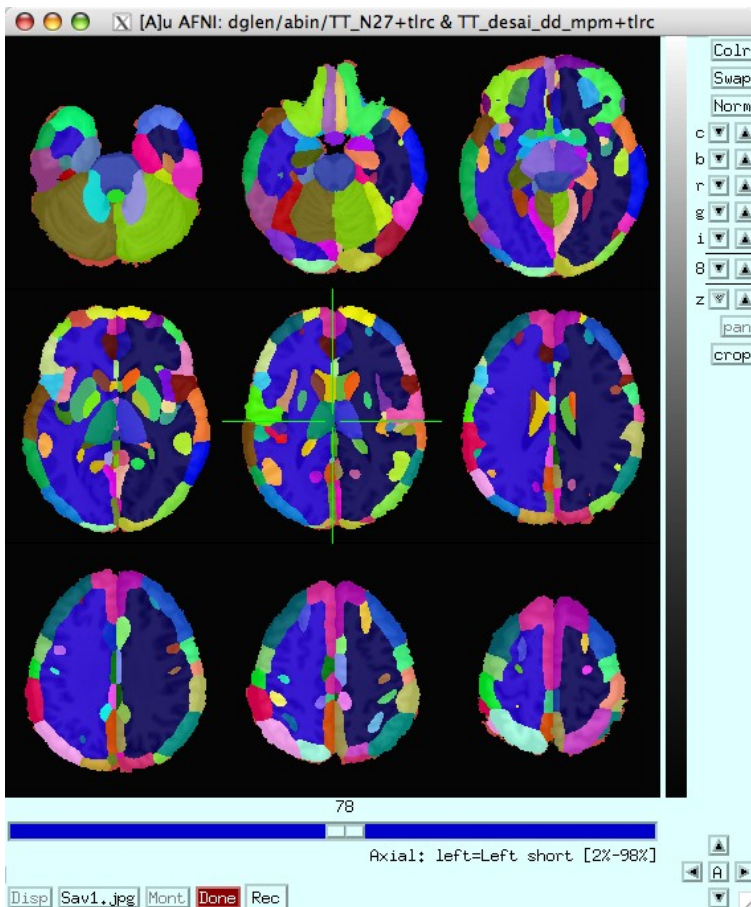 X [A]u AFNI: dglen/abin/TT_N27+tlrc & TT_desai_dd_mpm+tlrc
Colr
Swap
Norm
c
b
r
g
i
8
z
pan
crop
78
Axial: left=Left short [2%-98%]
A
Disp Sav1.jpg Mont Done Rec